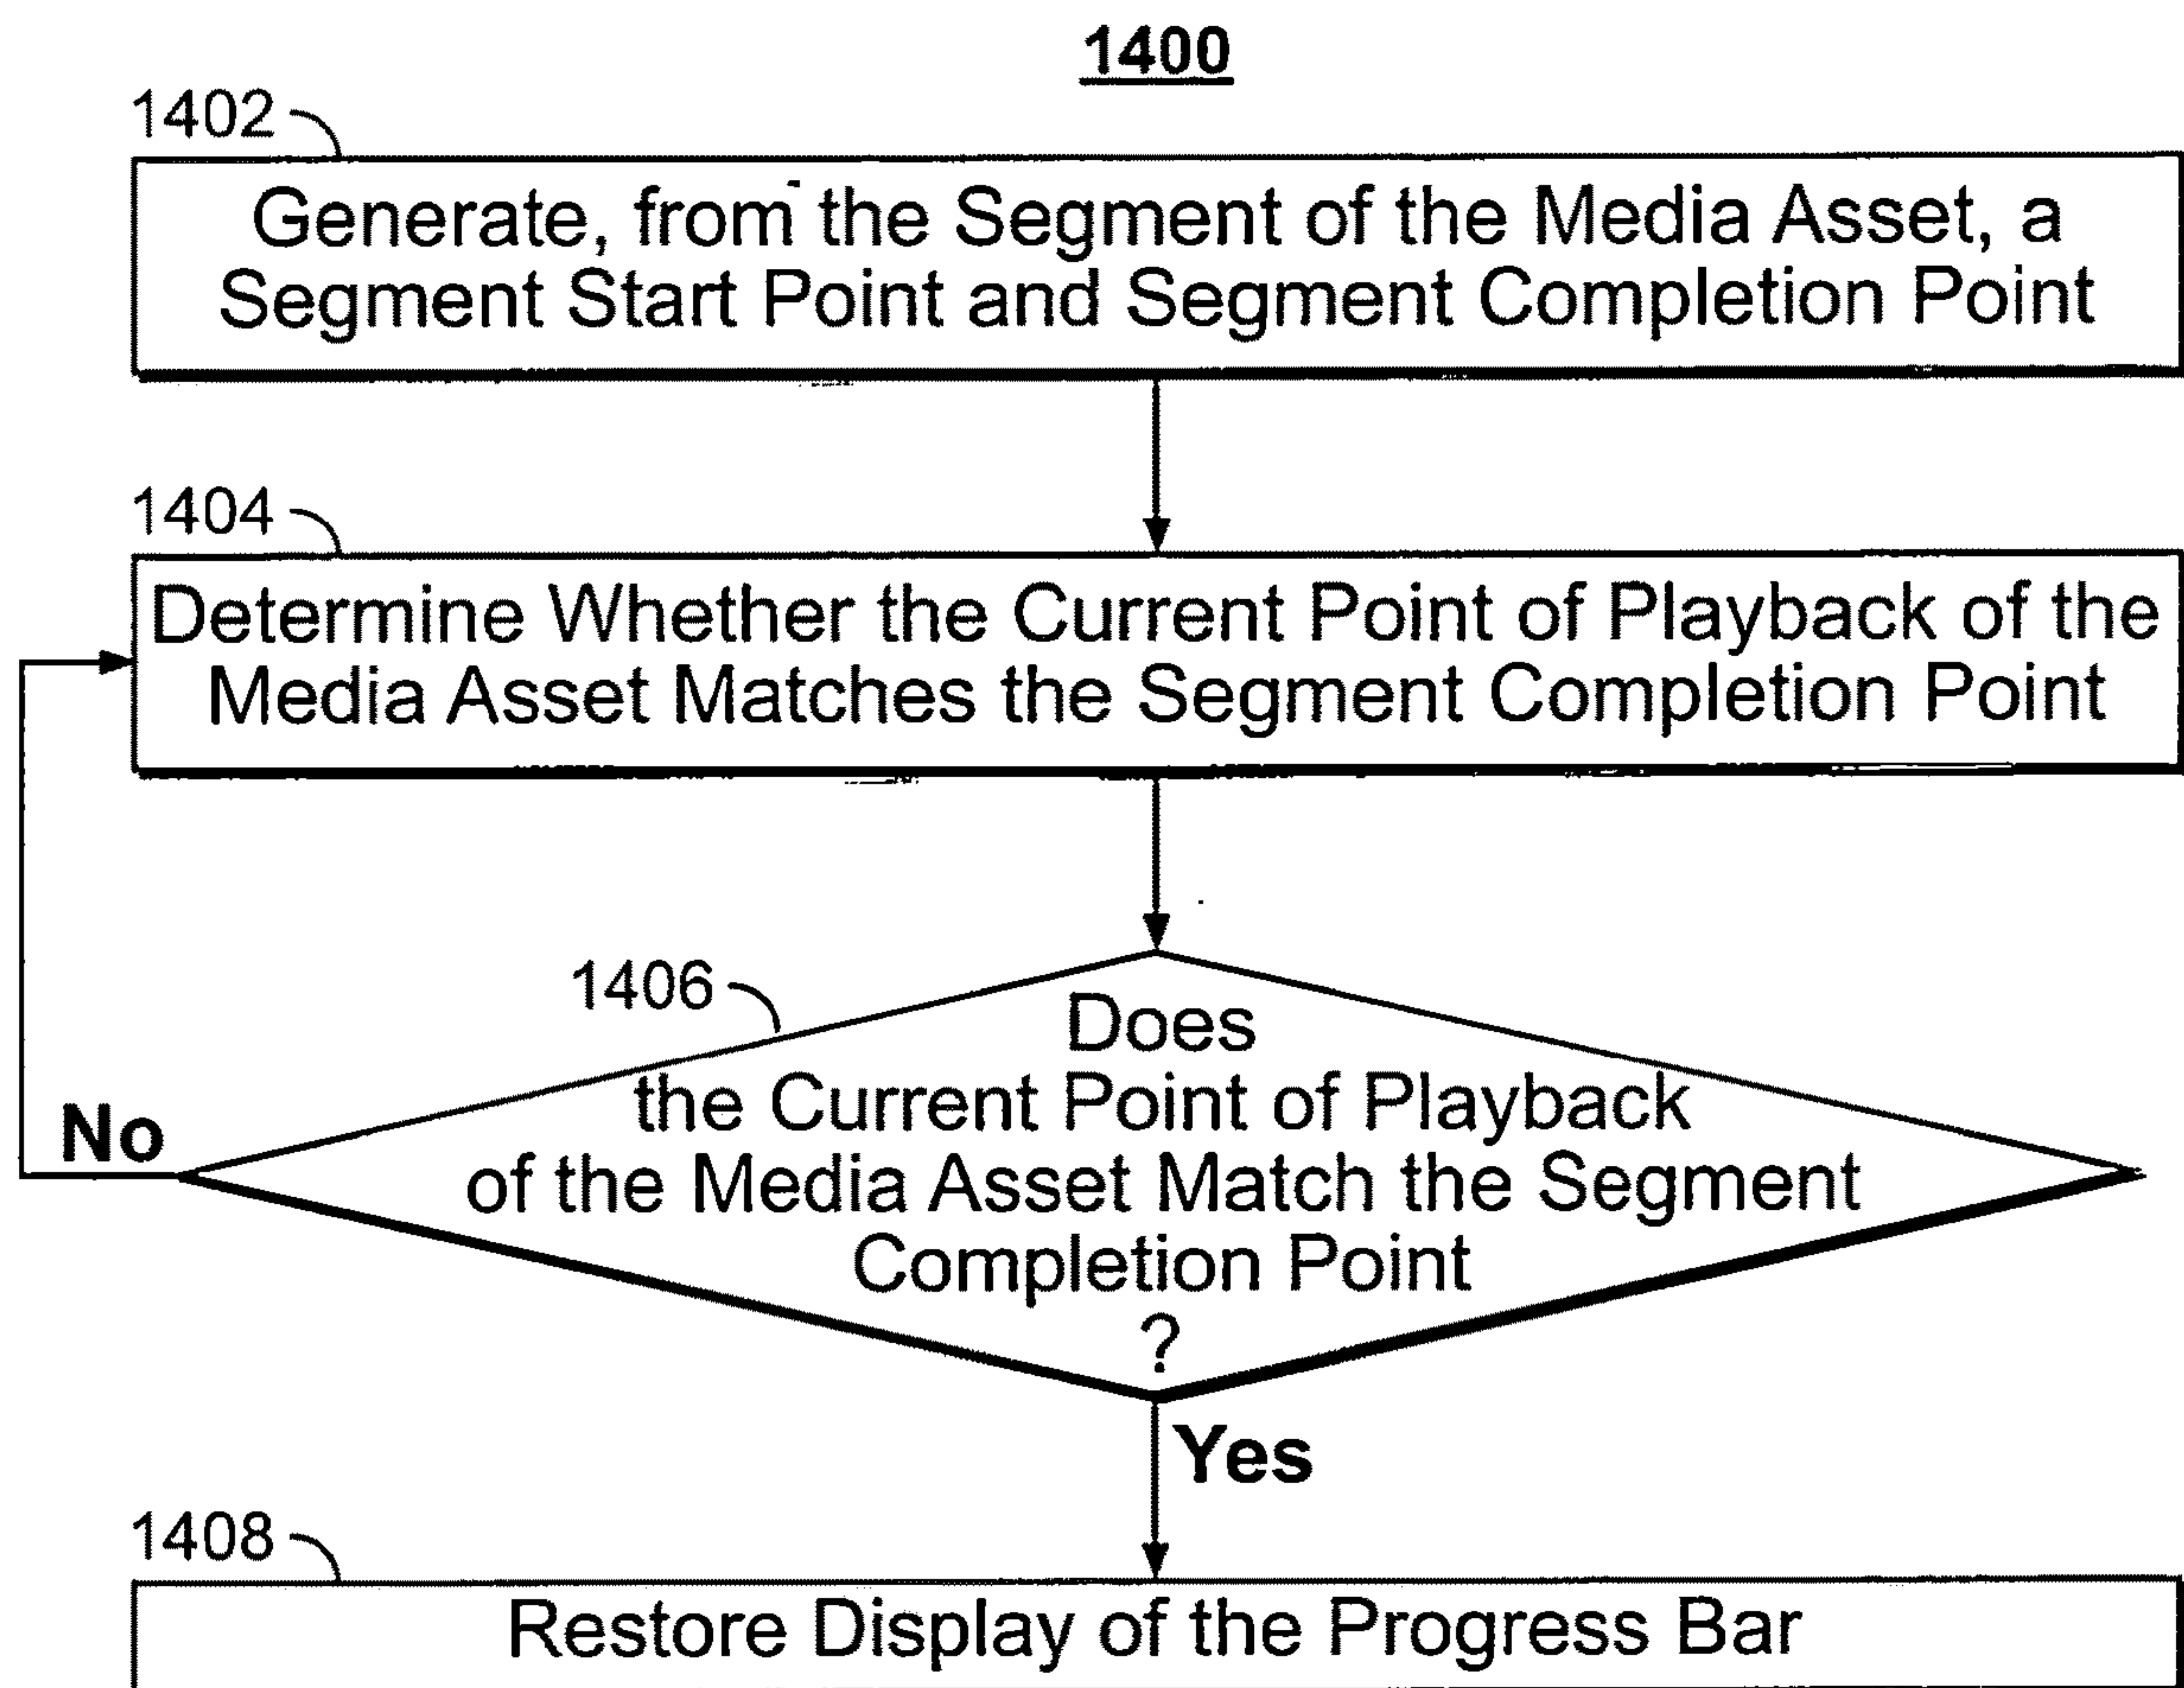 1400
1402
Generate, from the Segment of the Media Asset, a
Segment Start Point and Segment Completion Point
1404
Determine Whether the Current Point of Playback of the
Media Asset Matches the Segment Completion Point
1406
Does
the Current Point of Playback
of the Media Asset Match the Segment
Completion Point
?
No
Yes
1408
Restore Display of the Progress Bar